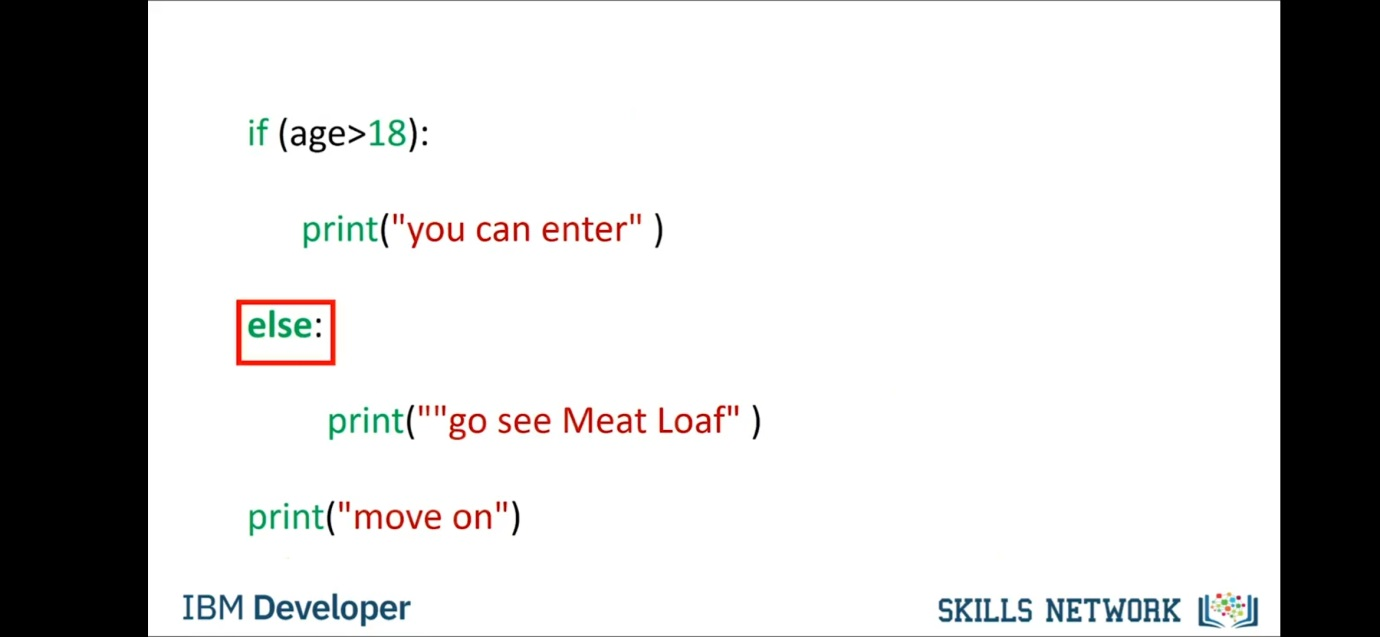 if (age>18):
print("you can enter" )
else:
print(""go see Meat Loaf" )
print("move on")
IBM Developer
SKILLS NETWORK